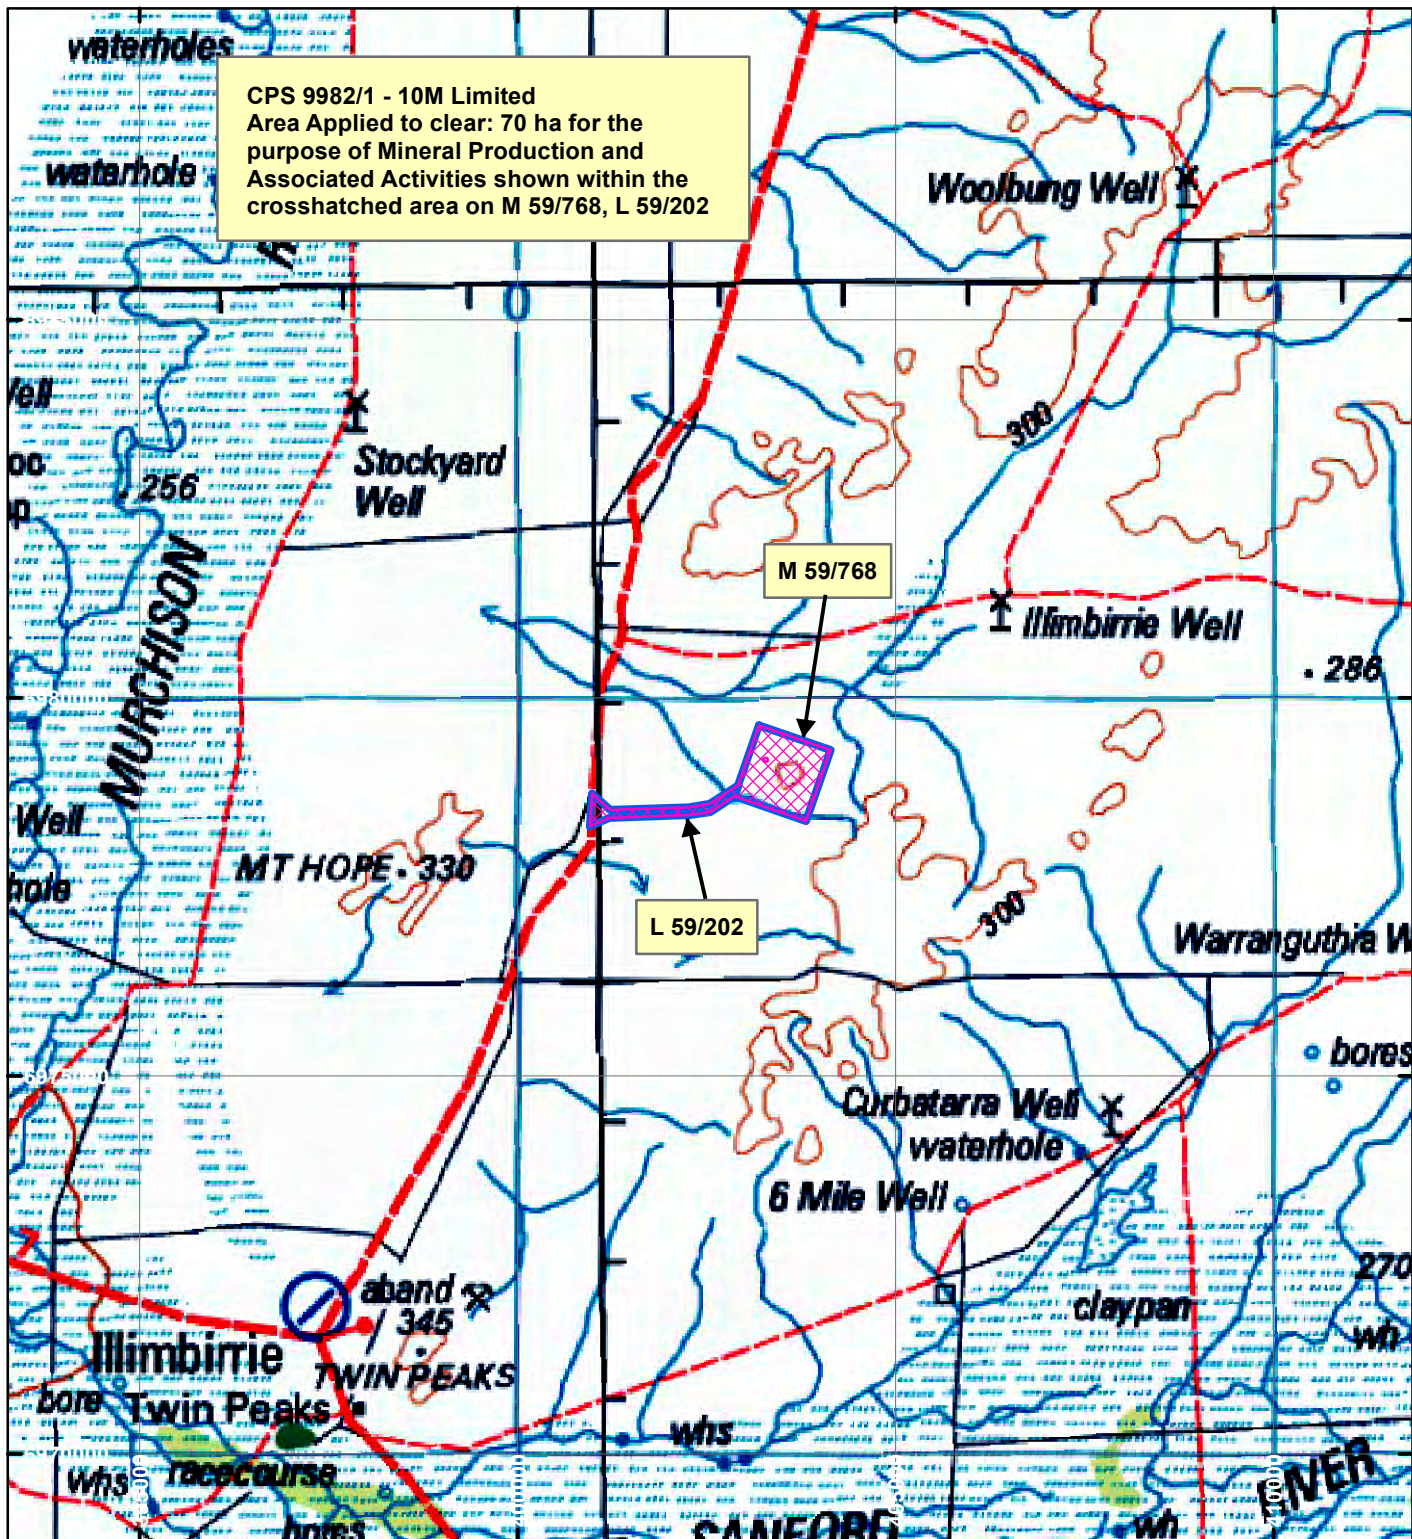 waterholes
CPS 9982/1 - 10M Limited
Area Applied to clear: 70 ha for the
purpose of Mineral Production and
Associated Activities shown within the
crosshatched area on M 59/768, L 59/202
waterhole
Woolbung Well
0
Stockyard
Well
256
300
M 59/768
MURCHISON
Illimbirrie Well
286
Well
MT HOPE 330
hole
L 59/202
300
Warranguthia W
bores
Curbatarra Well
waterhole
6 Mile Well
7
aband
345
270
claypan
wh
Illimbirrie
TWIN PEAKS
bore
Twin Peaks
whs
whs
racecourse
RIVER
bores
SANFORD
wh